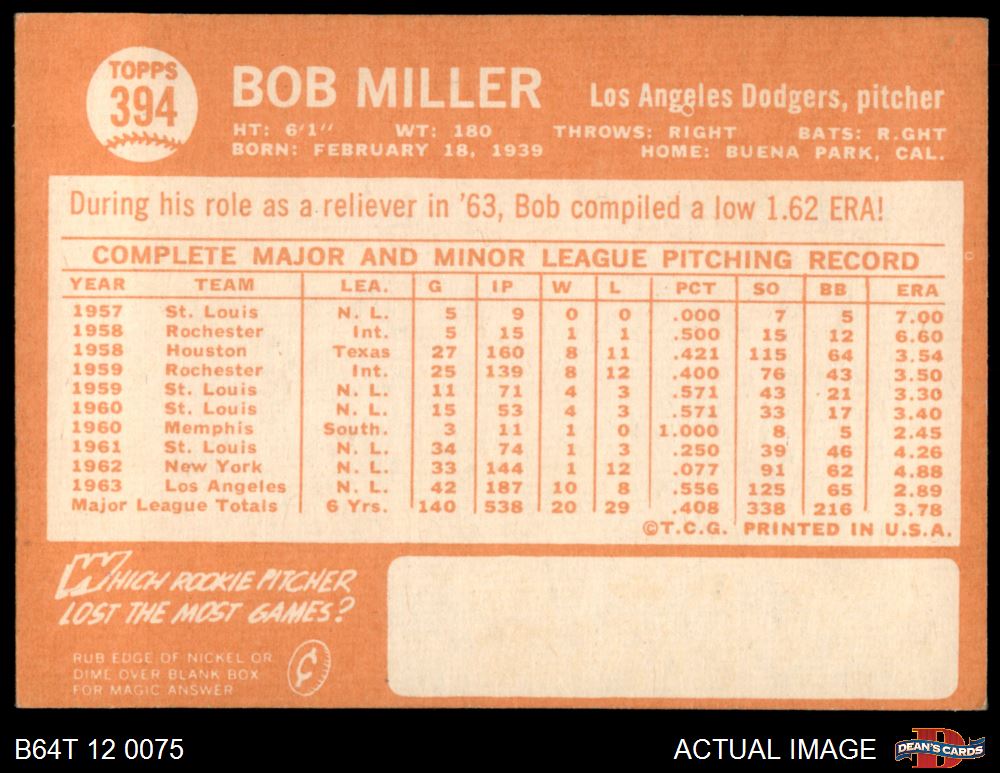 TOPPS
394
BOB MILLER
Los Angeles Dodgers, pitcher
HT: 6'1" WT: 180 THROWS: RIGHT BATS: R.GHT
BORN: FEBRUARY 18, 1939 HOME: BUENA PARK, CAL.
During his role as a reliever in '63, Bob compiled a low 1.62 ERA!
COMPLETE MAJOR AND MINOR LEAGUE PITCHING RECORD
YEAR TEAM LEA. G IP W L PCT SO BB ERA
1957 St. Louis N. L. 5 9 0 0 .000 7 5 7.00
1958 Rochester Int. 5 15 1 1 .500 15 12 6.60
1958 Houston Texas 27 160 8 11 .421 115 64 3.54
1959 Rochester Int. 25 139 8 12 .400 76 43 3.50
1959 St. Louis N. L. 11 71 4 3 .571 43 21 3.30
1960 St. Louis N. L. 15 53 4 3 .571 33 17 3.40
1960 Memphis South. 3 11 1 0 1.000 8 5 2.45
1961 St. Louis N. L. 34 74 1 3 .250 39 46 4.26
1962 New York N. L. 33 144 1 12 .077 91 62 4.88
1963 Los Angeles N. L. 42 187 10 8 .556 125 65 2.89
Major League Totals 6 Yrs. 140 538 20 29 .408 338 216 3.78
©T.C.G. PRINTED IN U.S.A.
WHICH ROOKIE PITCHER
LOST THE MOST GAMES?
RUB EDGE OF NICKEL OR
DIME OVER BLANK BOX
FOR MAGIC ANSWER
¢
B64T 12 0075
ACTUAL IMAGE
D
DEAN'S CARDS